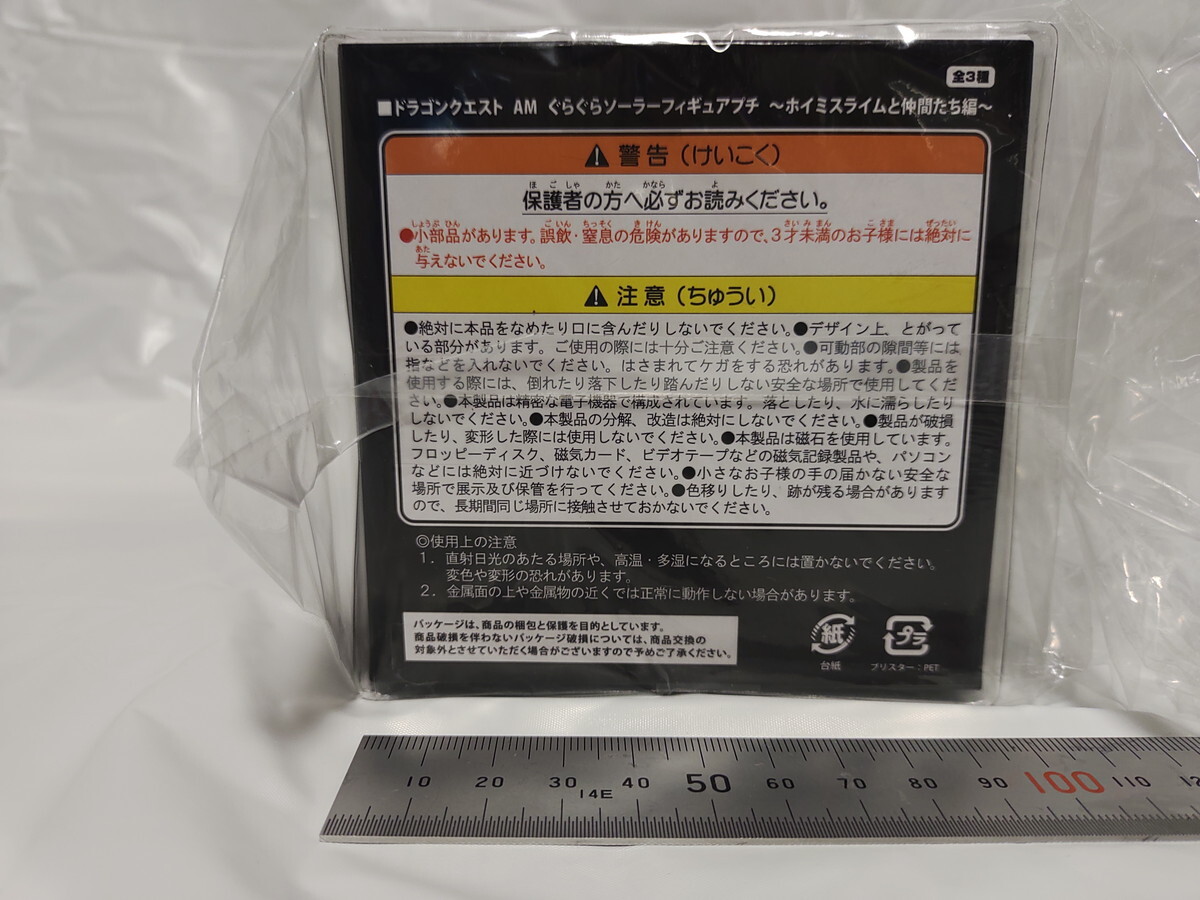 全3種
■ドラゴンクエスト AM ぐらぐらソーラーフィギュアプチ ～ホイミスライムと仲間たち編～
⚠警告（けいこく）
保護者の方へ必ずお読みください。
●小部品があります。誤飲・窒息の危険がありますので、3才未満のお子様には絶対に
与えないでください。
⚠注意（ちゅうい）
●絶対に本品をなめたり口に含んだりしないでください。●デザイン上、とがって
いる部分があります。ご使用の際には十分ご注意ください。●可動部の隙間等には
指などを入れないでください。はさまれてケガをする恐れがあります。●製品を
使用する際には、倒れたり落下したり踏んだりしない安全な場所で使用してくだ
さい。●本製品は精密な電子機器で構成されています。落としたり、水に濡らしたり
しないでください。●本製品の分解、改造は絶対にしないでください。●製品が破損
したり、変形した際には使用しないでください。●本製品は磁石を使用しています。
フロッピーディスク、磁気カード、ビデオテープなどの磁気記録製品や、パソコン
などには絶対に近づけないでください。●小さなお子様の手の届かない安全な
場所で展示及び保管を行ってください。●色移りしたり、跡が残る場合があります
ので、長期間同じ場所に接触させておかないでください。
◎使用上の注意
1．直射日光のあたる場所や、高温・多湿になるところには置かないでください。
変色や変形の恐れがあります。
2．金属面の上や金属物の近くでは正常に動作しない場合があります。
パッケージは、商品の梱包と保護を目的としています。
商品破損を伴わないパッケージ破損については、商品交換の
対象外とさせていただく場合がございますので予めご了承ください。
紙 プラ
台紙 ブリスター：PET
10 20 30 40 50 60 70 80 90 100 110 12
14E